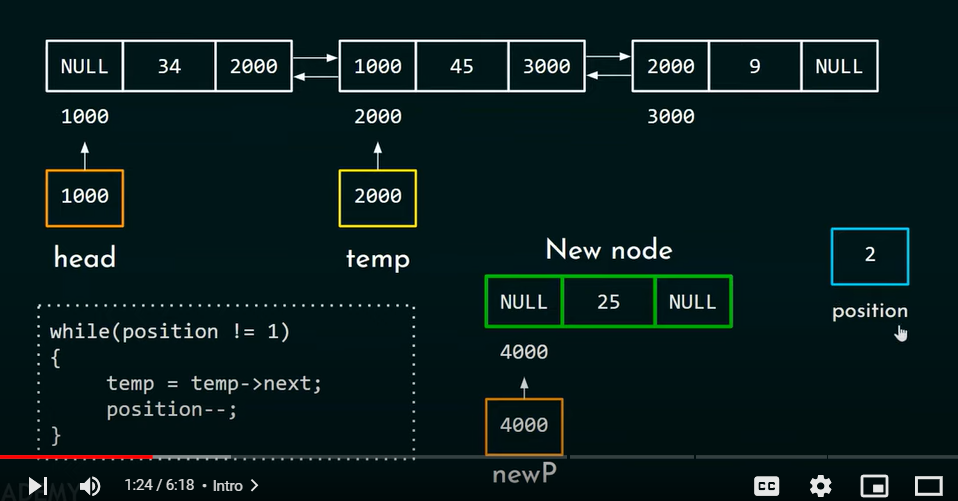 NULL 34 2000 1000 45 3000 2000 9 NULL
1000 2000 3000
1000 2000
head temp
New node
NULL 25 NULL
2
position
4000
4000
newP
while(position != 1)
{
temp = temp->next;
position--;
}
ADEMY
1:24 / 6:18 • Intro >
CC